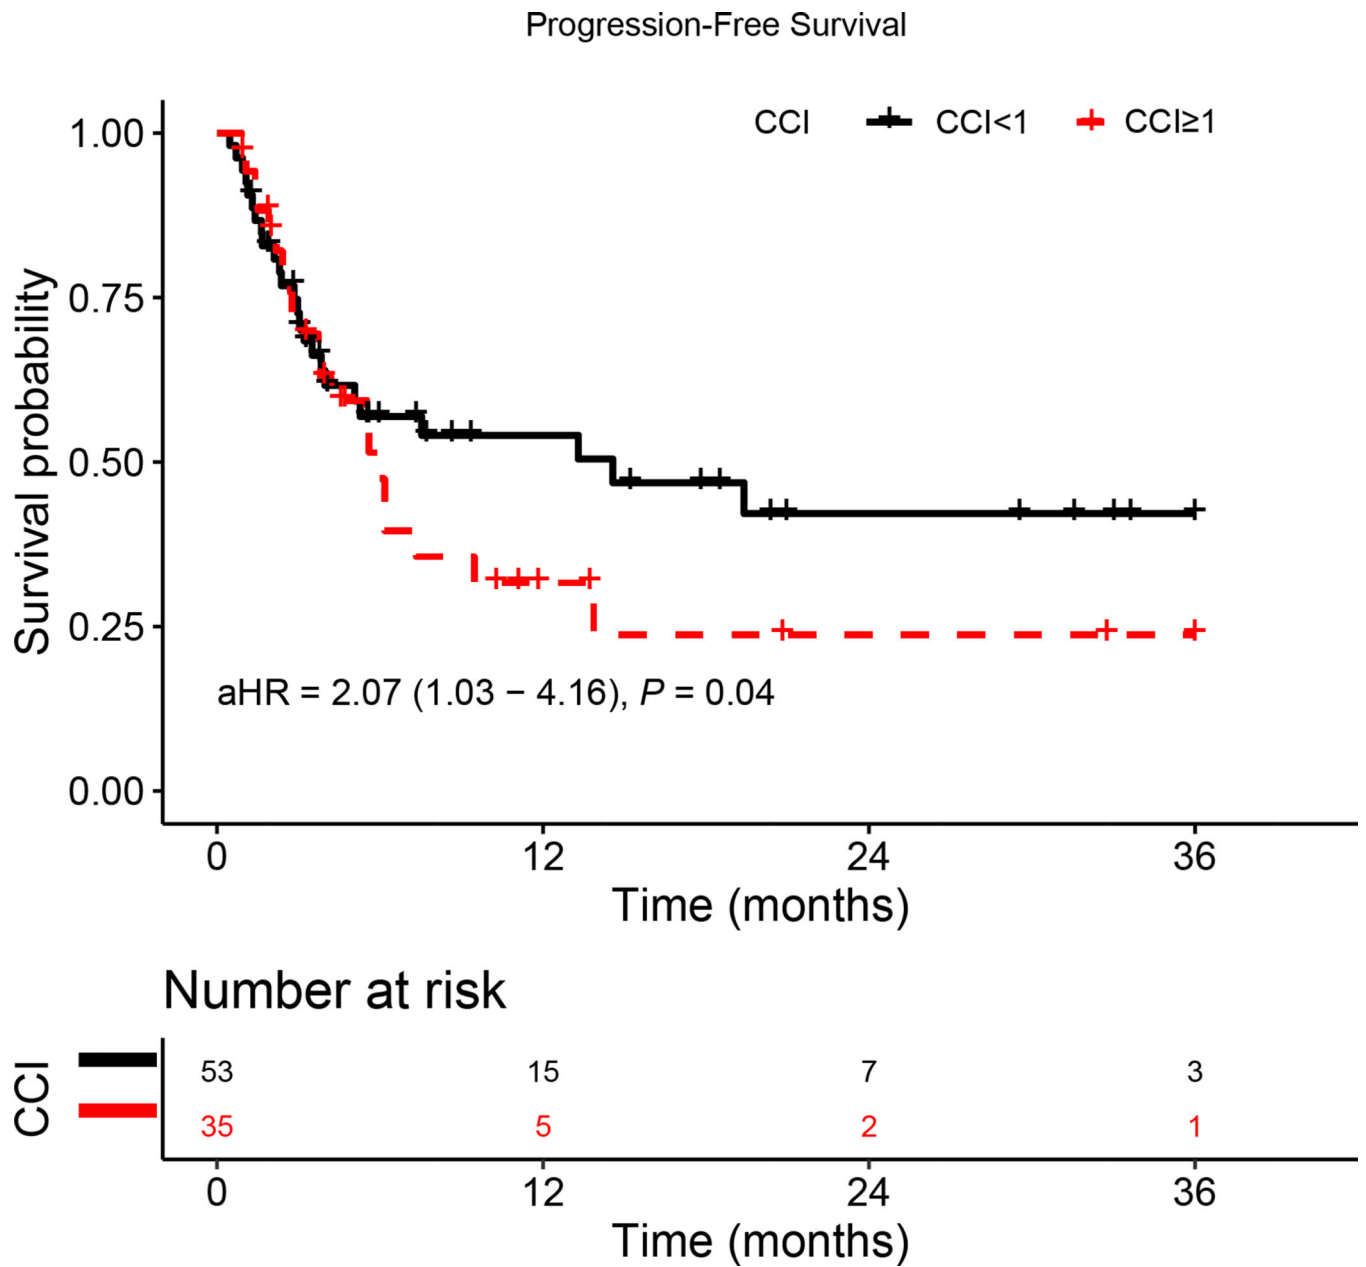 Progression-Free Survival
CCI CCI<1 CCI≥1
1.00
0.75
0.50
0.25
0.00
Survival probability
aHR = 2.07 (1.03 − 4.16), P = 0.04
0 12 24 36
Time (months)
Number at risk
CCI
53 15 7 3
35 5 2 1
0 12 24 36
Time (months)